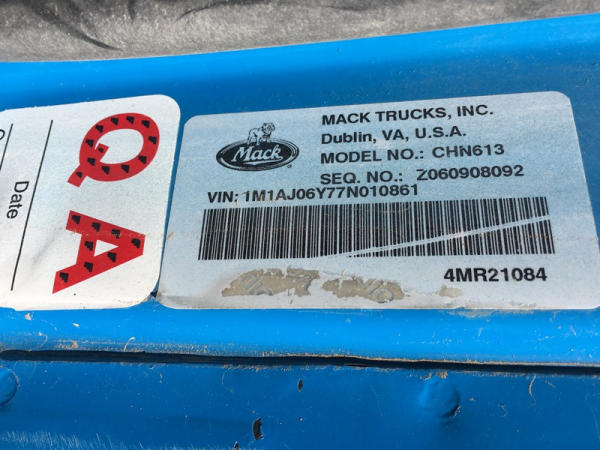 QA
Date
Mack
MACK TRUCKS, INC.
Dublin, VA, U.S.A.
MODEL NO.: CHN613
SEQ. NO.: Z060908092
VIN: 1M1AJ06Y77N010861
4MR21084